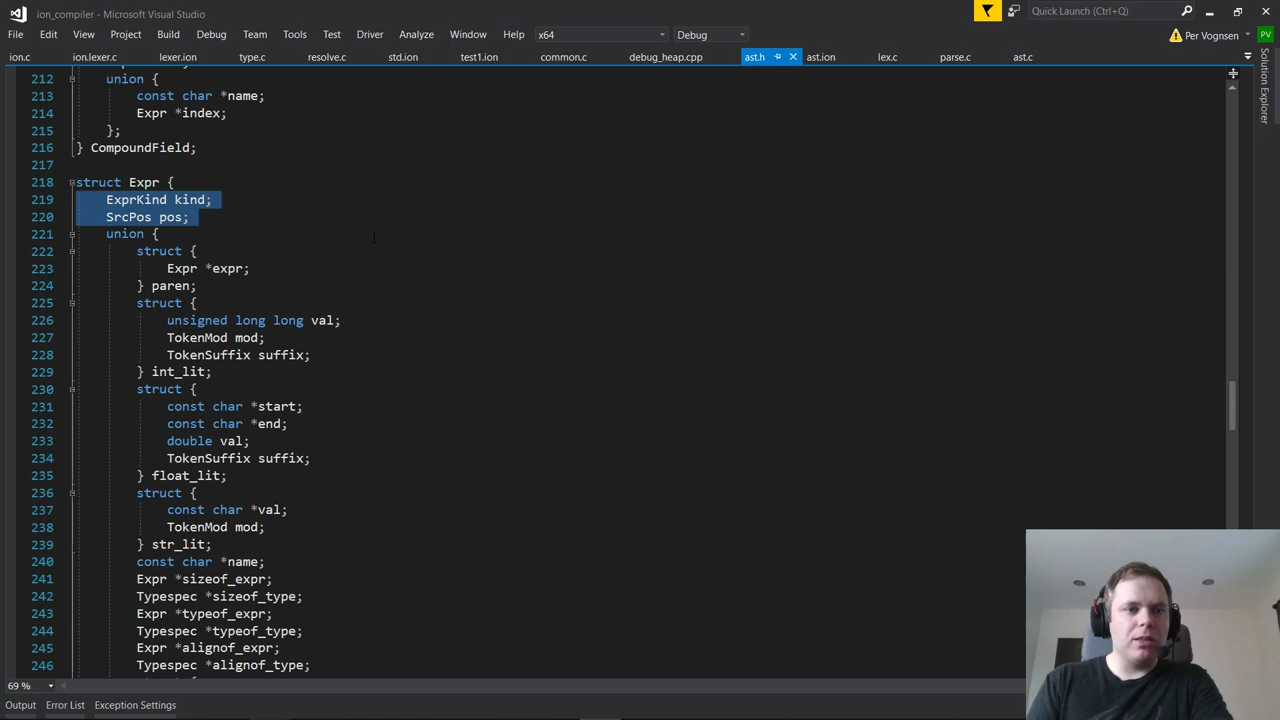 ion_compiler - Microsoft Visual Studio
Quick Launch (Ctrl+Q)
File Edit View Project Build Debug Team Tools Test Driver Analyze Window Help x64 Debug Per Vognsen PV
ion.c ion.lexer.c lexer.ion type.c resolve.c std.ion test1.ion common.c debug_heap.cpp ast.h ast.ion lex.c parse.c ast.c
Solution Explorer
212 union {
213 const char *name;
214 Expr *index;
215 };
216 } CompoundField;
217
218 struct Expr {
219 ExprKind kind;
220 SrcPos pos;
221 union {
222 struct {
223 Expr *expr;
224 } paren;
225 struct {
226 unsigned long long val;
227 TokenMod mod;
228 TokenSuffix suffix;
229 } int_lit;
230 struct {
231 const char *start;
232 const char *end;
233 double val;
234 TokenSuffix suffix;
235 } float_lit;
236 struct {
237 const char *val;
238 TokenMod mod;
239 } str_lit;
240 const char *name;
241 Expr *sizeof_expr;
242 Typespec *sizeof_type;
243 Expr *typeof_expr;
244 Typespec *typeof_type;
245 Expr *alignof_expr;
246 Typespec *alignof_type;
69 %
Output Error List Exception Settings